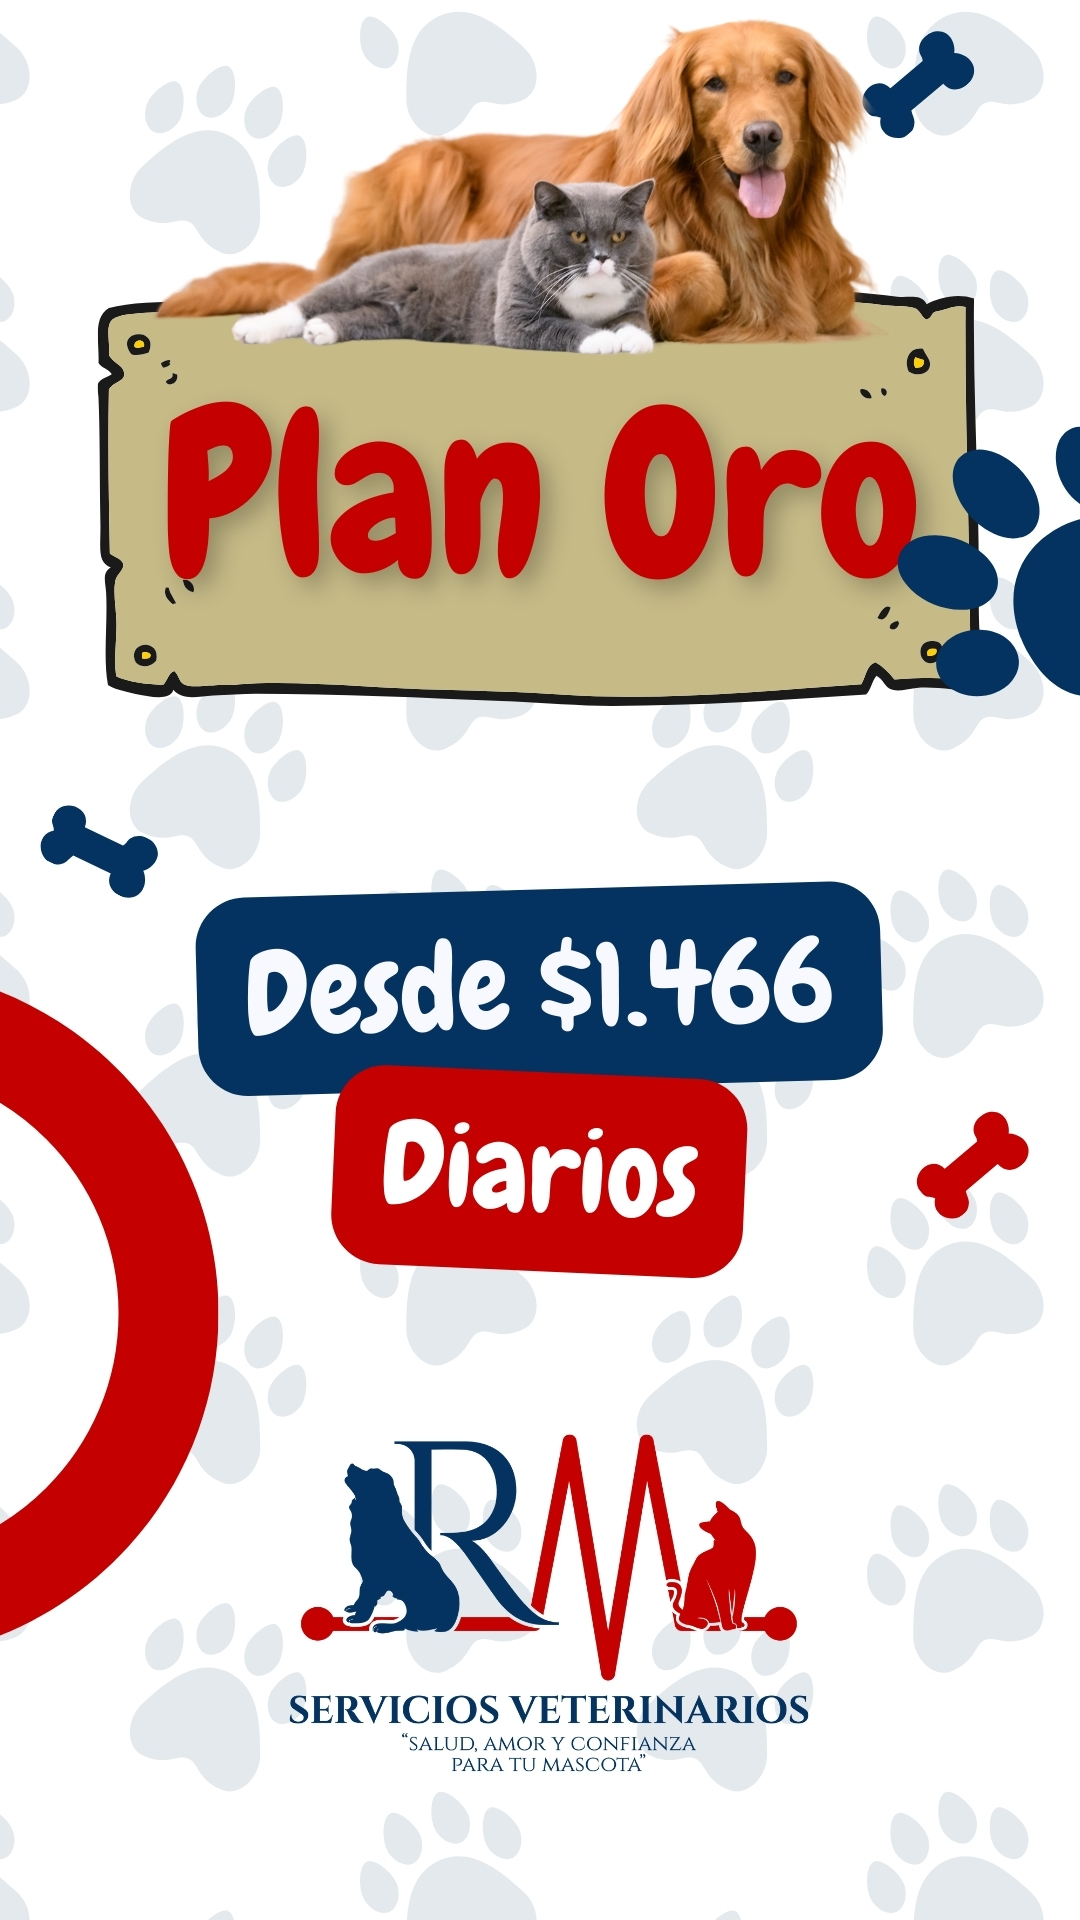 Plan Oro
Desde $1.466
Diarios
RM
SERVICIOS VETERINARIOS
“SALUD, AMOR Y CONFIANZA
PARA TU MASCOTA”